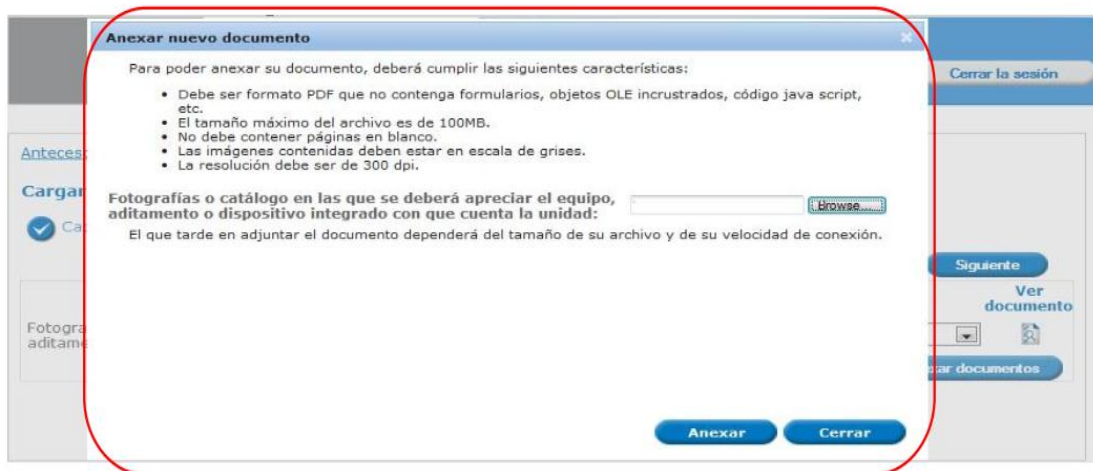 Anexar nuevo documento
Para poder anexar su documento, deberá cumplir las siguientes características:
Cerrar la sesión
• Debe ser formato PDF que no contenga formularios, objetos OLE incrustrados, código java script,
etc.
• El tamaño máximo del archivo es de 100MB.
• No debe contener páginas en blanco.
• Las imágenes contenidas deben estar en escala de grises.
• La resolución debe ser de 300 dpi.
Anteces
Cargar
Fotografías o catálogo en las que se deberá apreciar el equipo,
aditamento o dispositivo integrado con que cuenta la unidad:
Browse...
Ca
El que tarde en adjuntar el documento dependerá del tamaño de su archivo y de su velocidad de conexión.
Siguiente
Ver
documento
Fotogra
aditame
documentos
Anexar
Cerrar